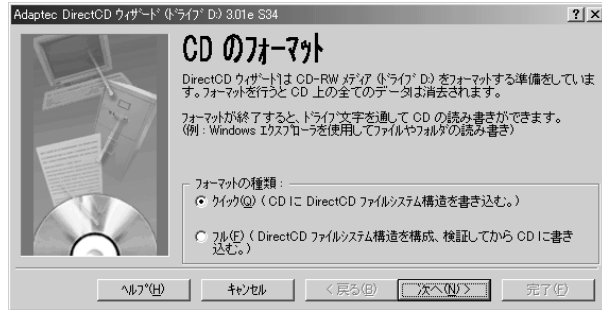 Adaptec DirectCD ウィザード (ドライブ D:) 3.01e S34
CD のフォーマット
DirectCD ウィザードは CD-RW メディア (ドライブ D:) をフォーマットする準備をしていま
す。フォーマットを行うと CD 上の全てのデータは消去されます。
フォーマットが終了すると、ドライブ文字を通して CD の読み書きができます。
(例 : Windows エクスプローラを使用してファイルやフォルダの読み書き)
フォーマットの種類 :
クイック(Q) ( CD に DirectCD ファイルシステム構造を書き込む。)
フル(F) ( DirectCD ファイルシステム構造を構成、検証してから CD に書き
込む。)
ヘルプ(H)
キャンセル
< 戻る(B)
次へ(N) >
完了(F)